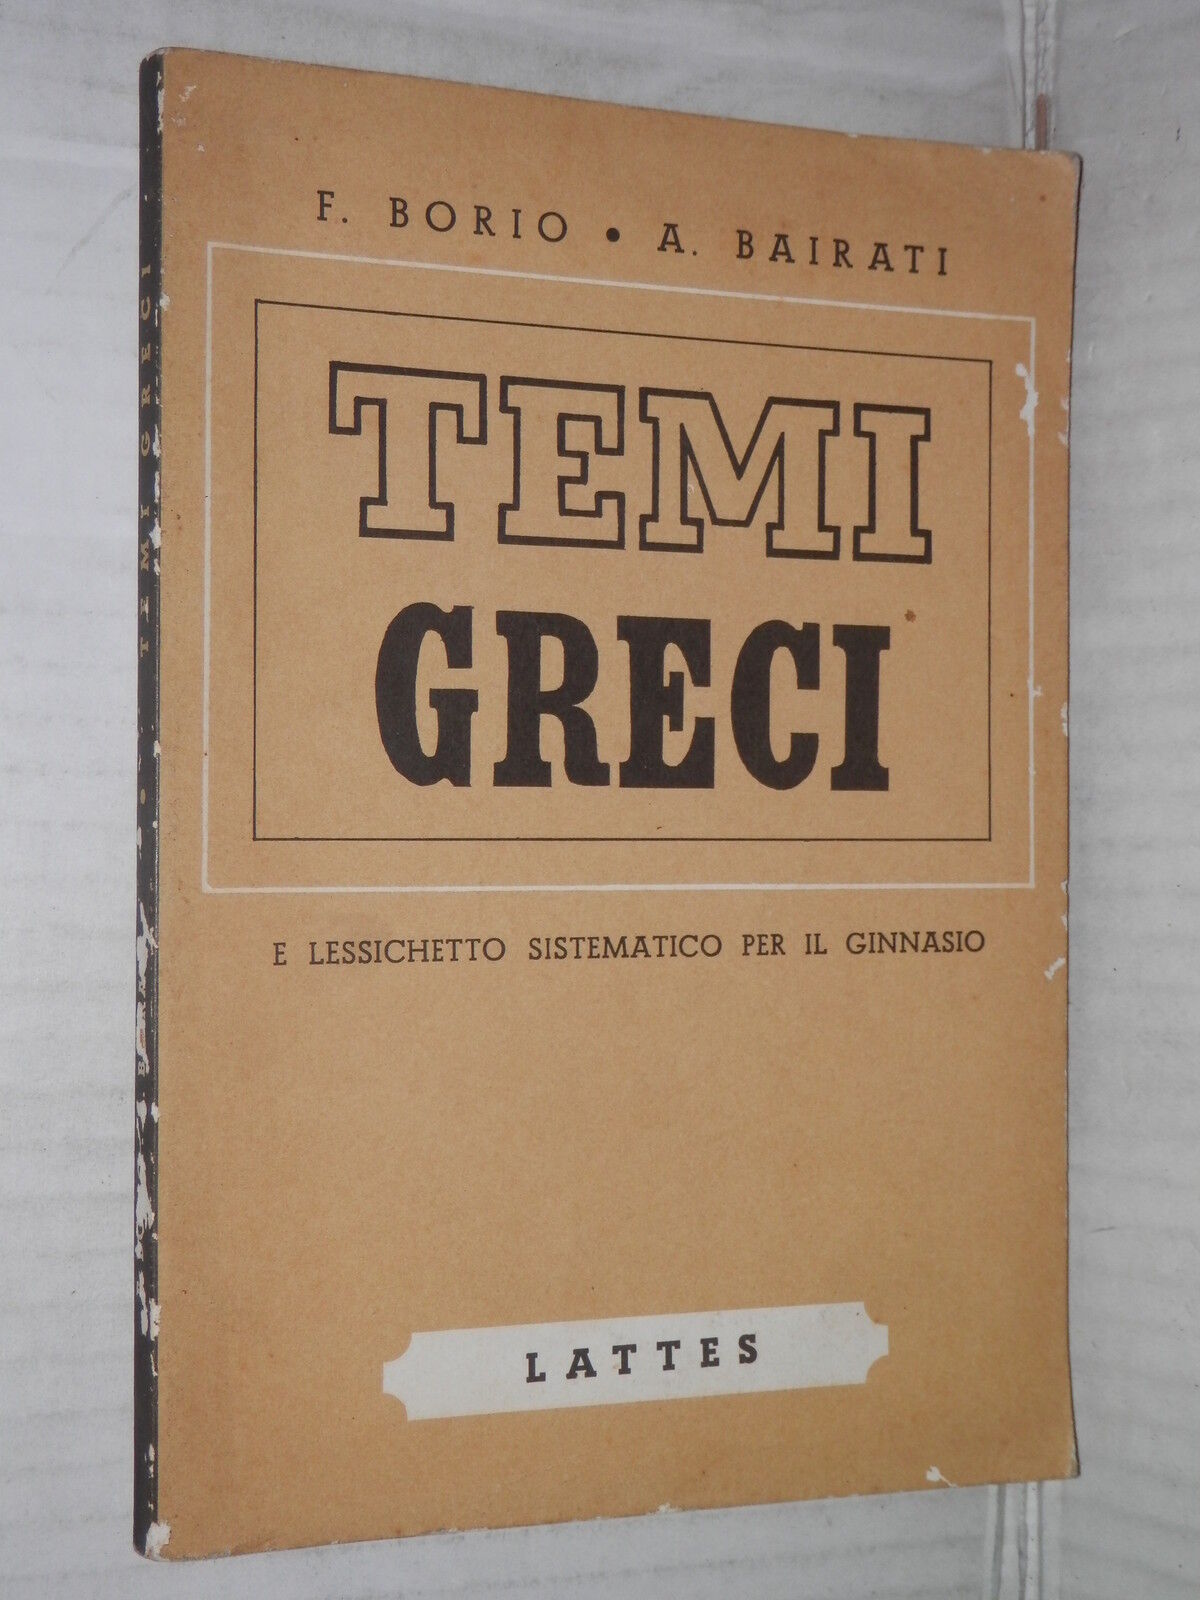 F. BORIO • A. BAIRATI
TEMI
GRECI
E LESSICHETTO SISTEMATICO PER IL GINNASIO
LATTES
TEMI GRECI